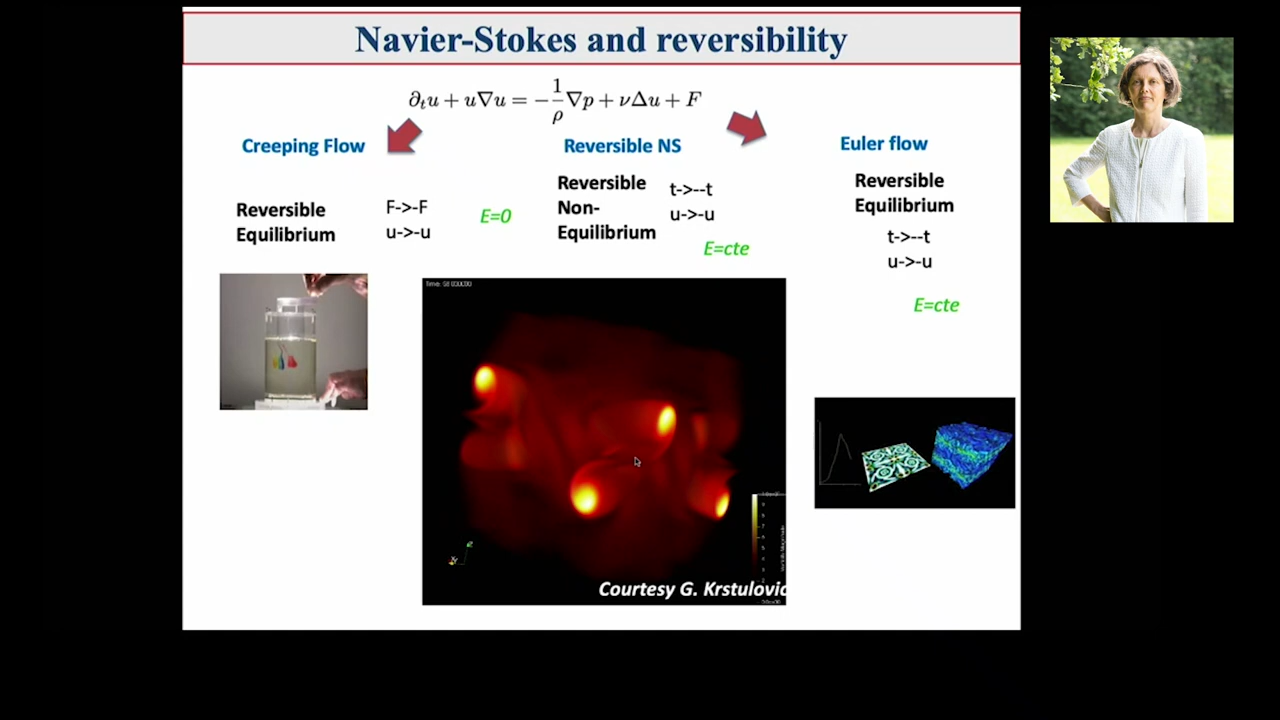 Navier-Stokes and reversibility
∂ₜu + u∇u = −1/ρ ∇p + νΔu + F
Creeping Flow
Reversible
Equilibrium
F->-F
u->-u
E=0
Reversible NS
Reversible
Non-
Equilibrium
t->--t
u->-u
E=cte
Euler flow
Reversible
Equilibrium
t->--t
u->-u
E=cte
Courtesy G. Krstulovic